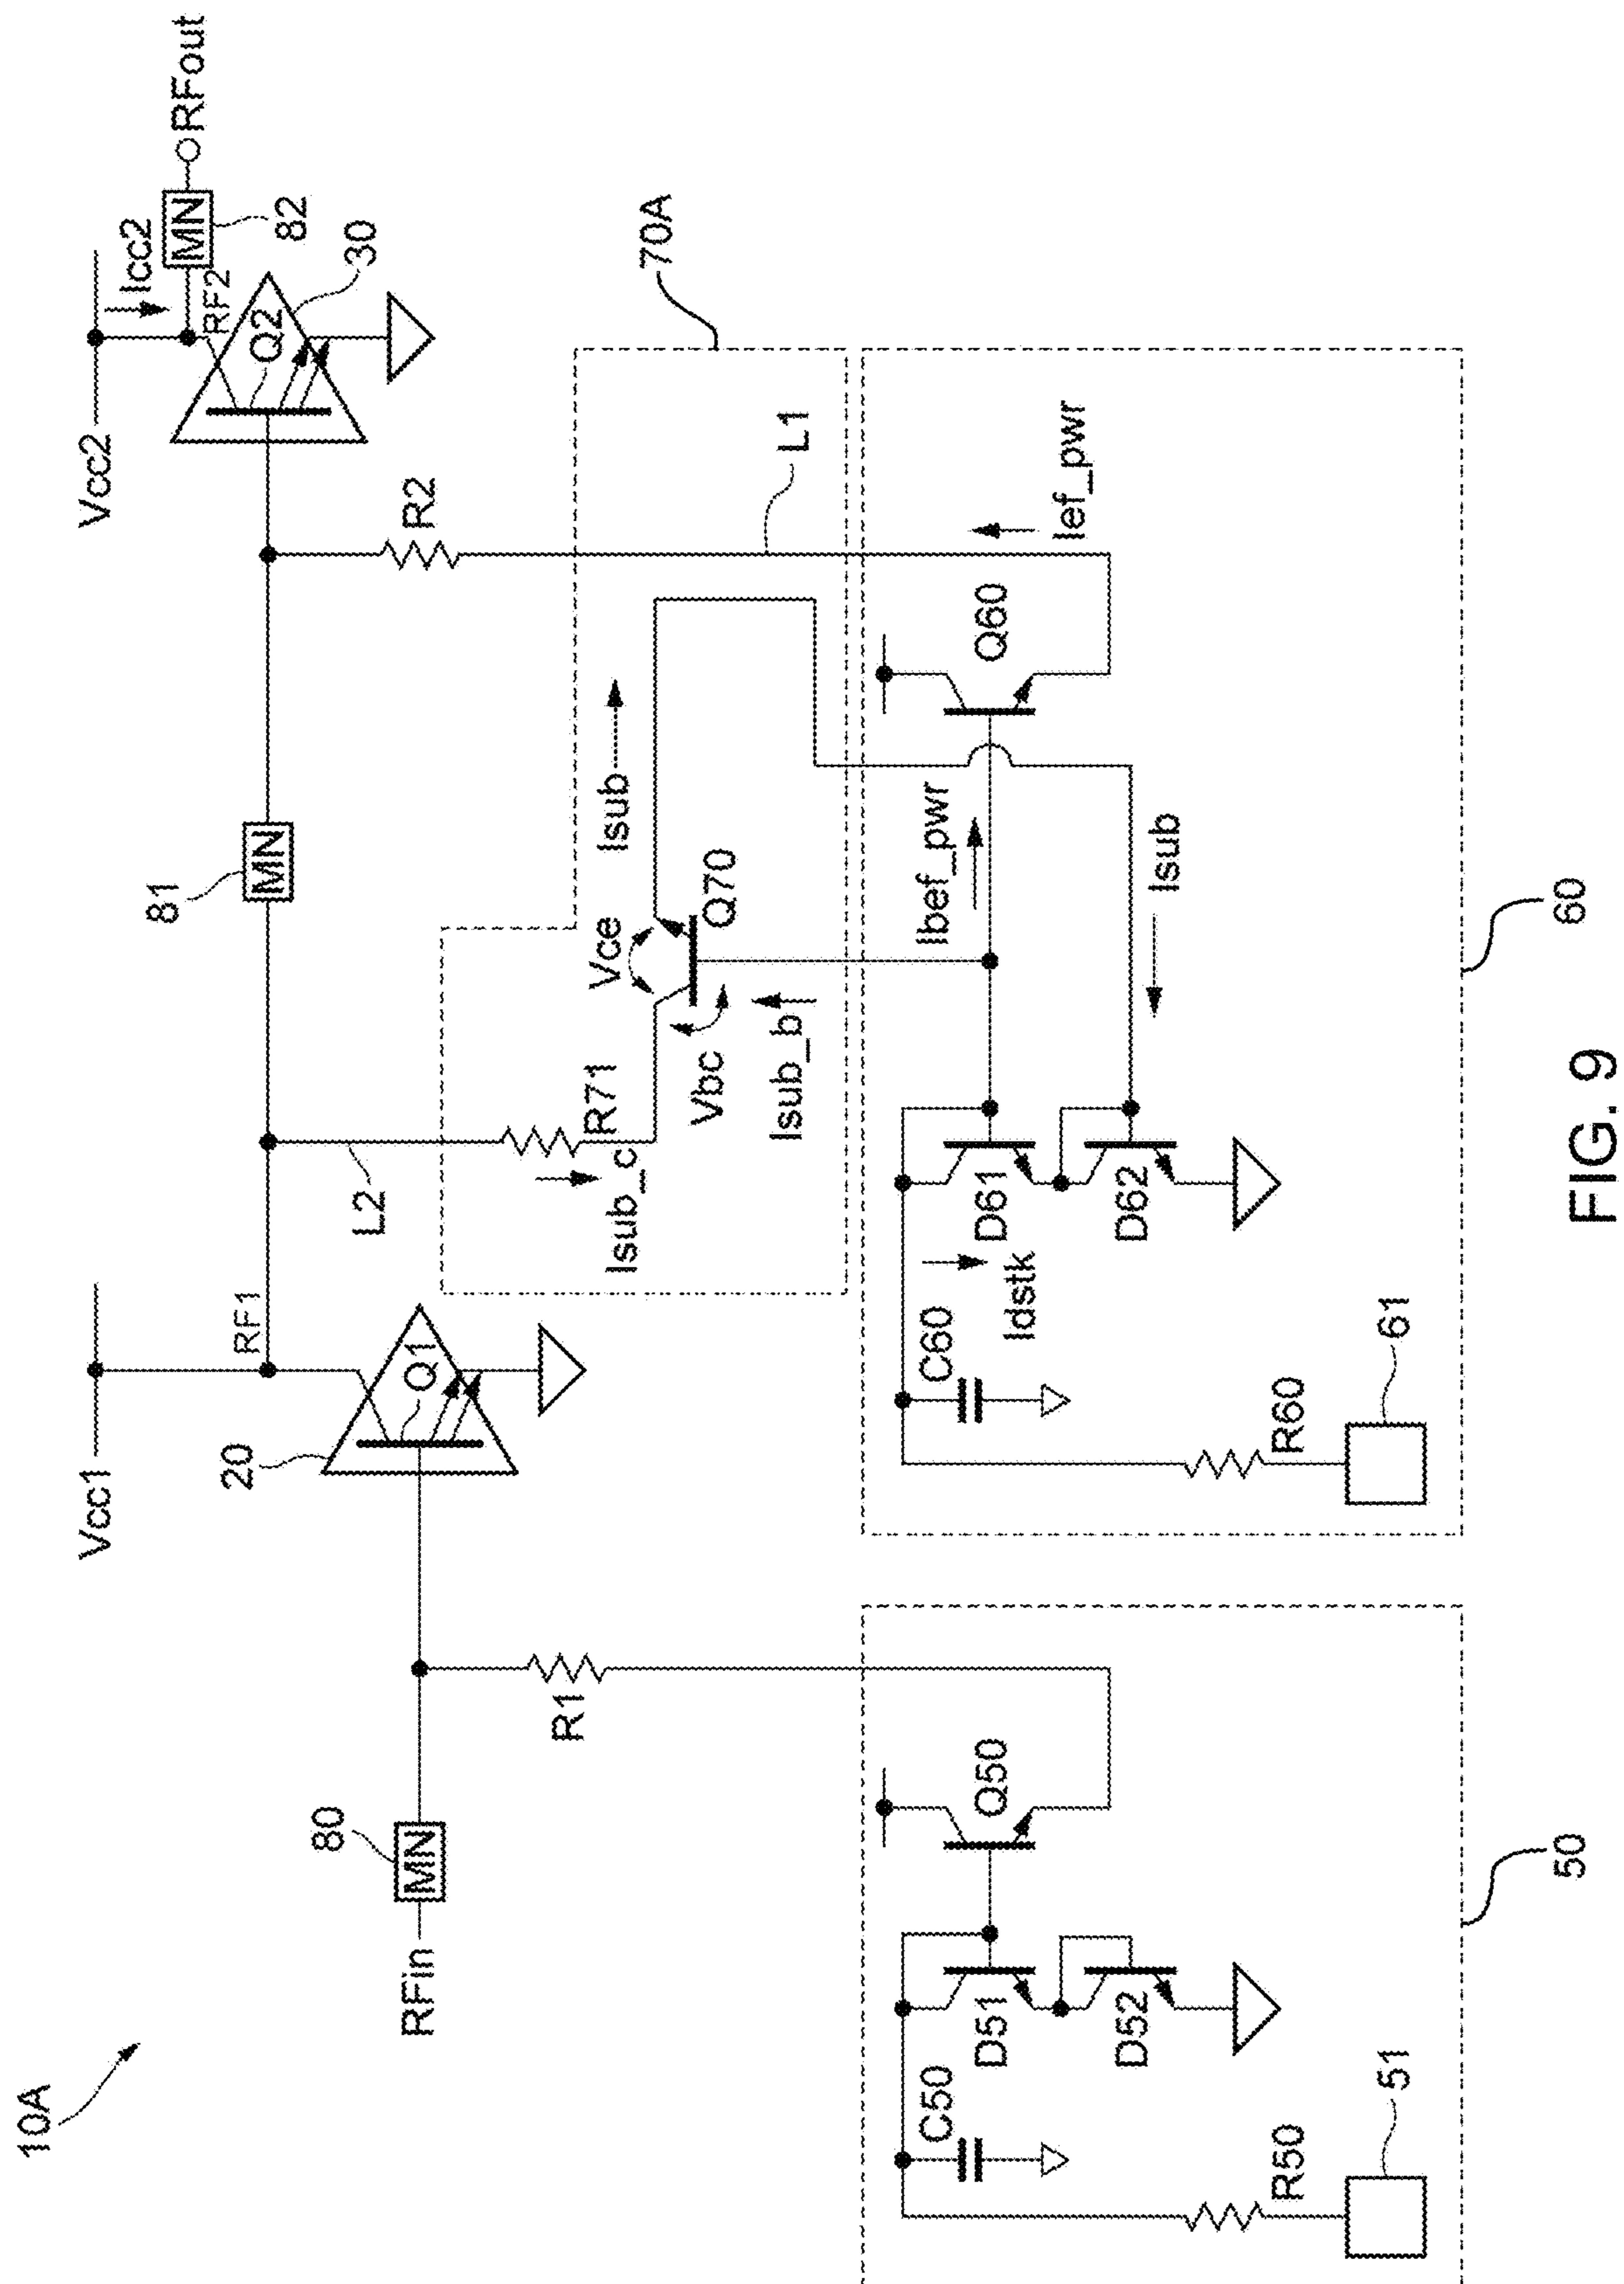 10A
Vcc1
Vcc2
Icc2
RFout
MN
82
RF2
30
Q2
RF1
81
MN
20
Q1
R2
L2
70A
RFin
80
MN
R1
R71
Isub_c
Vce
Isub
Q70
Vbc
Isub_b
L1
C50
Q50
D51
D52
R50
51
50
C60
Idstk
D61
D62
Ibef_pwr
Isub
Q60
Ief_pwr
R60
61
60
FIG. 9